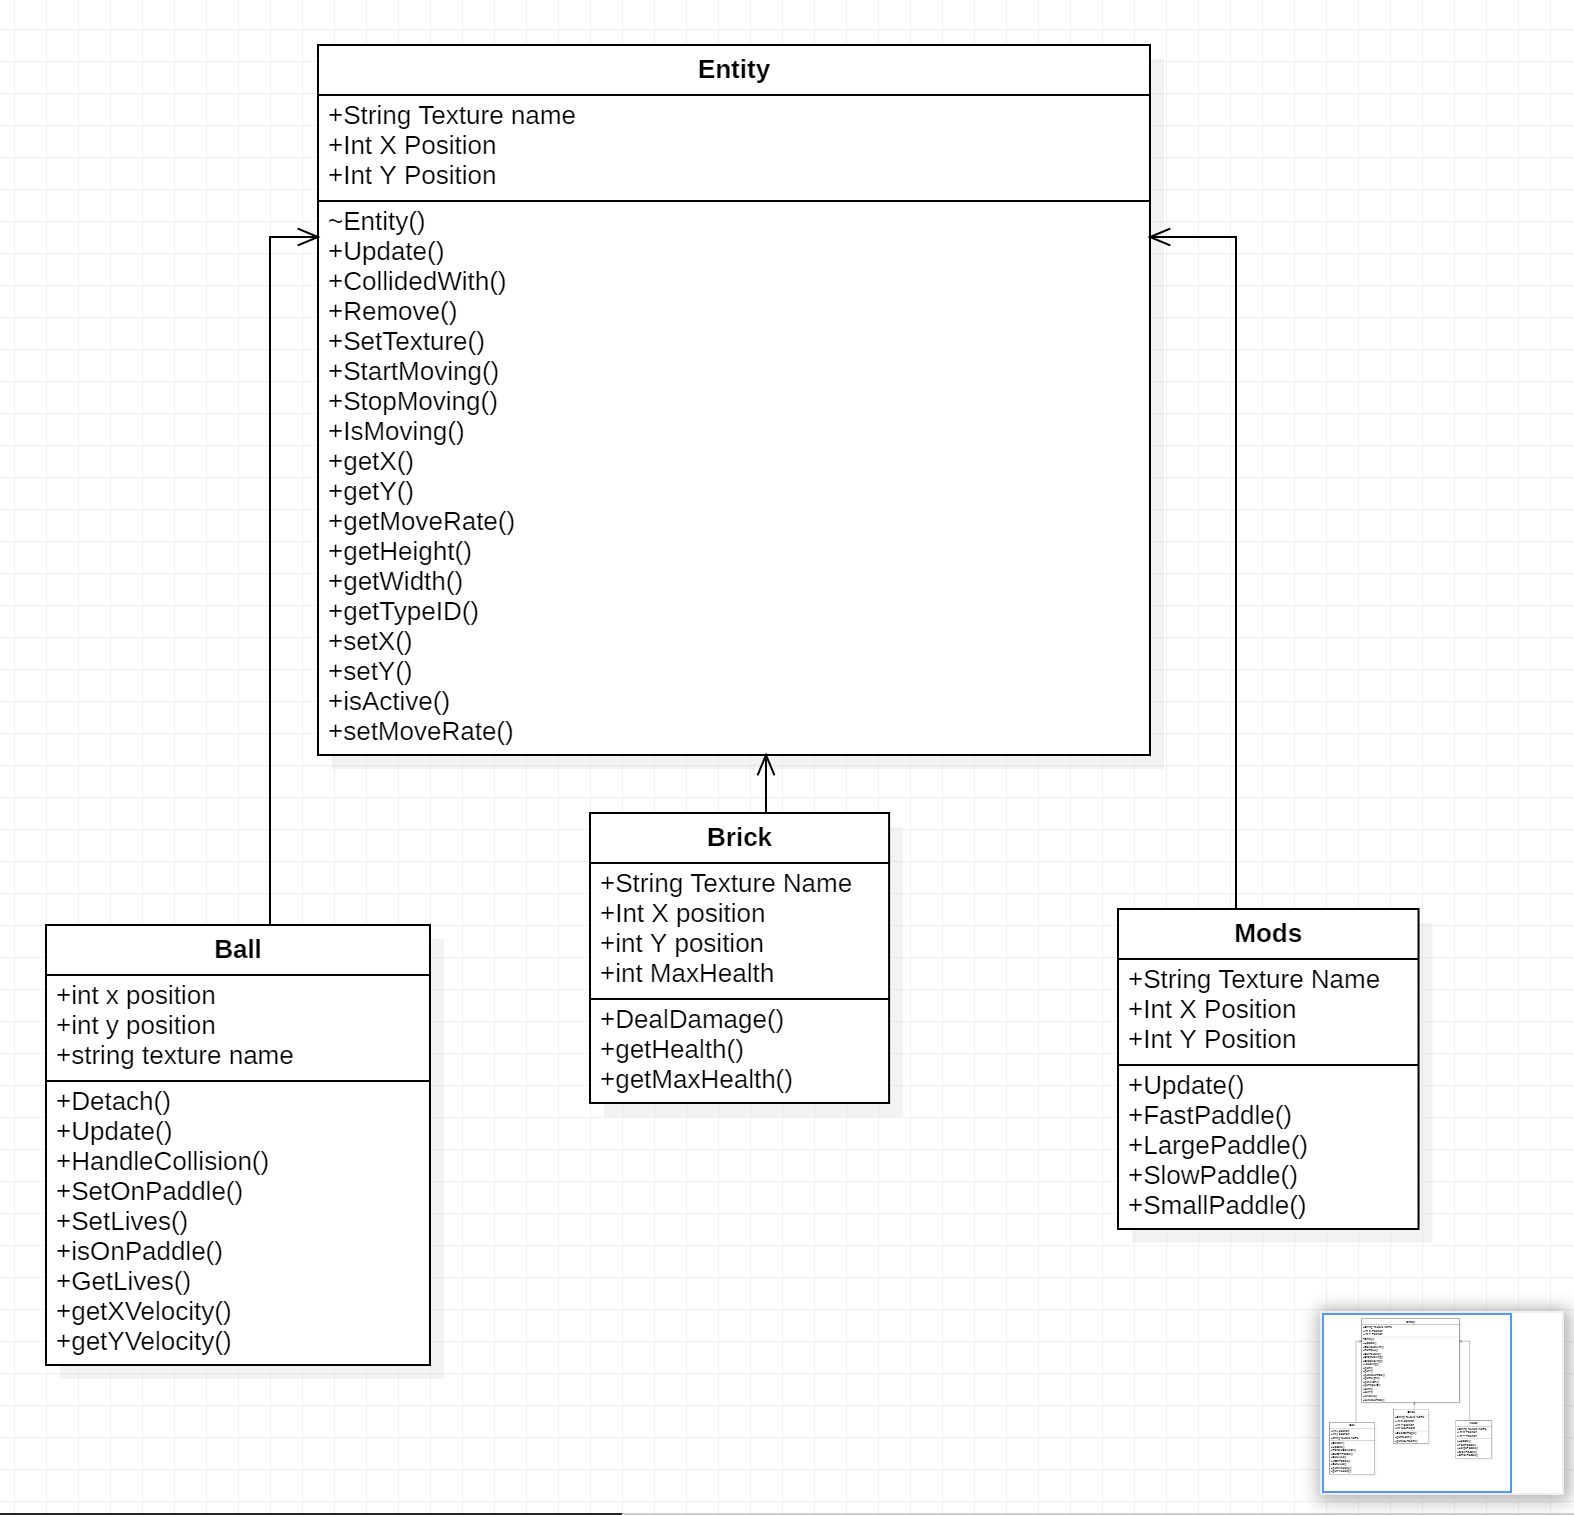 Entity
+String Texture name
+Int X Position
+Int Y Position
~Entity()
+Update()
+CollidedWith()
+Remove()
+SetTexture()
+StartMoving()
+StopMoving()
+IsMoving()
+getX()
+getY()
+getMoveRate()
+getHeight()
+getWidth()
+getTypeID()
+setX()
+setY()
+isActive()
+setMoveRate()
Ball
+int x position
+int y position
+string texture name
+Detach()
+Update()
+HandleCollision()
+SetOnPaddle()
+SetLives()
+isOnPaddle()
+GetLives()
+getXVelocity()
+getYVelocity()
Brick
+String Texture Name
+Int X position
+int Y position
+int MaxHealth
+DealDamage()
+getHealth()
+getMaxHealth()
Mods
+String Texture Name
+Int X Position
+Int Y Position
+Update()
+FastPaddle()
+LargePaddle()
+SlowPaddle()
+SmallPaddle()